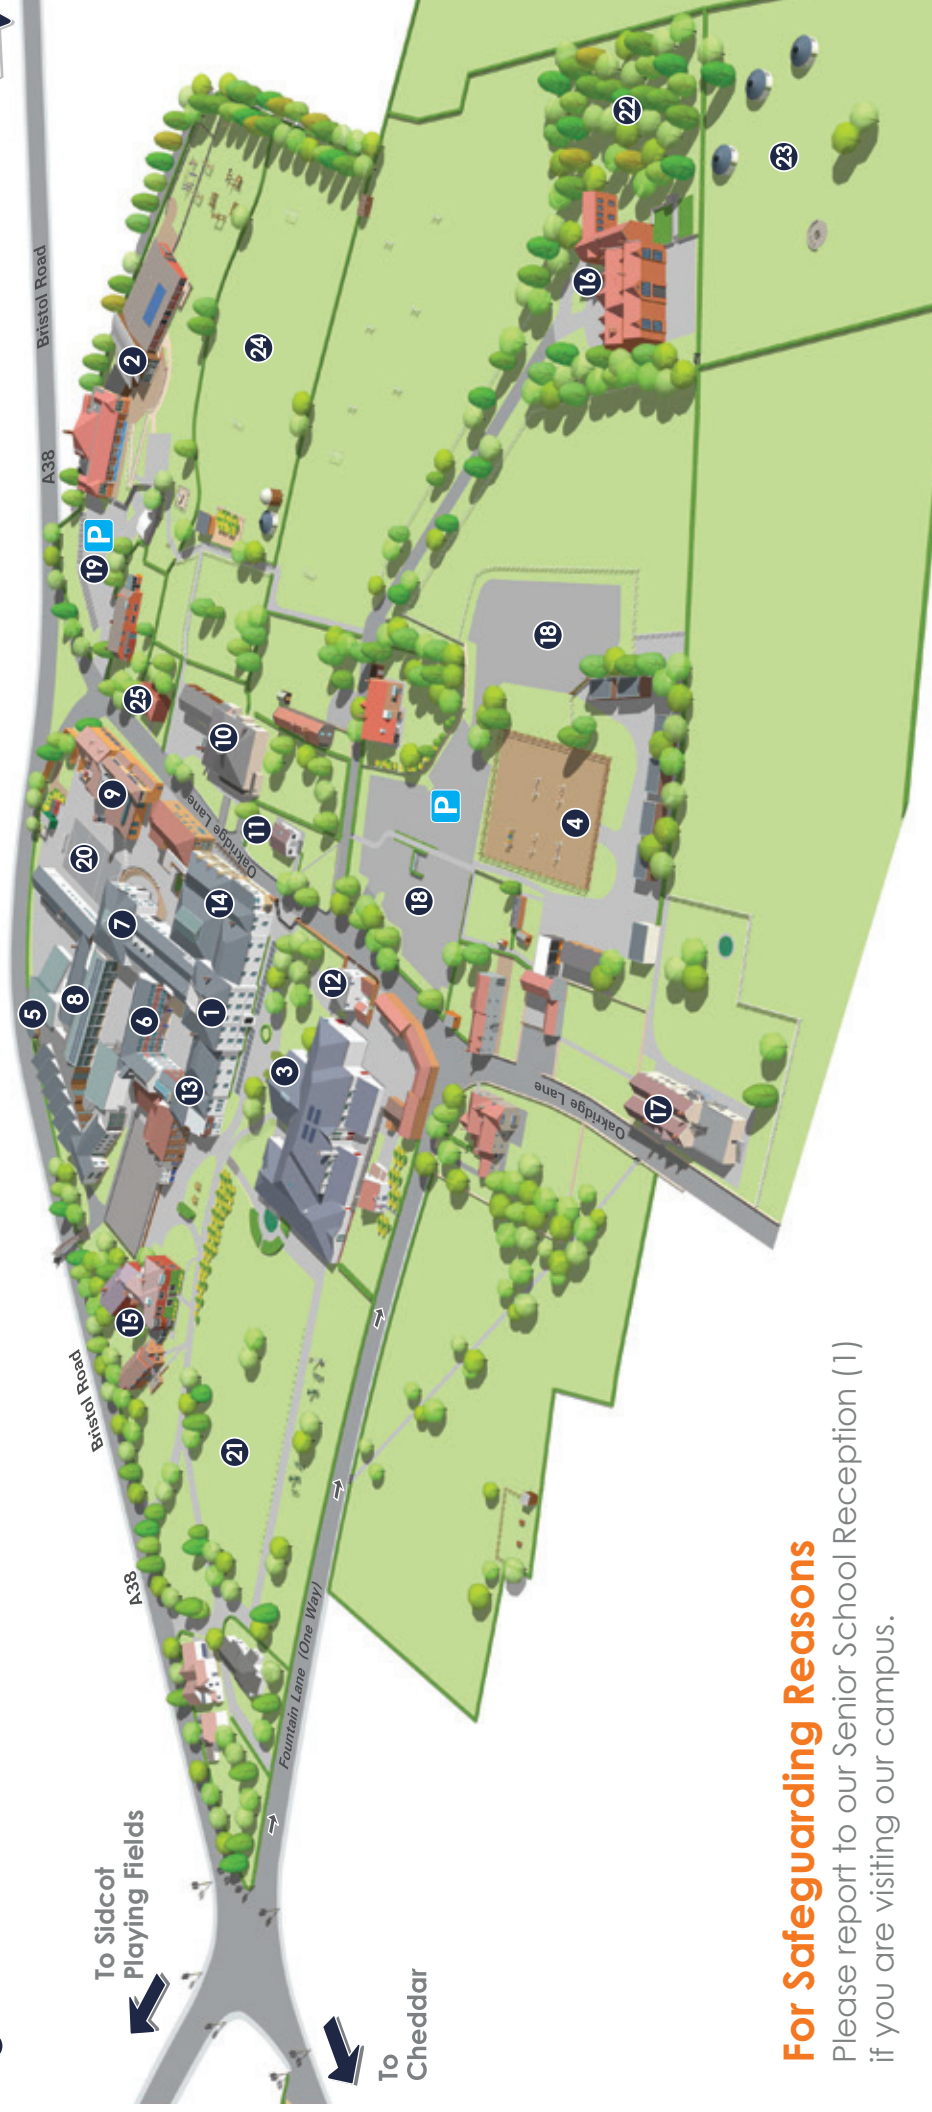 To Sidcot
Playing Fields
To
Cheddar
A38
Bristol Road
Bristol Road
A38
Fountain Lane (One Way)
Oakridge Lane
Oakridge Lane
P
P
1
2
3
4
5
6
7
8
9
10
11
12
13
14
15
16
17
18
18
19
20
21
22
23
24
25
For Safeguarding Reasons
Please report to our Senior School Reception (1)
if you are visiting our campus.